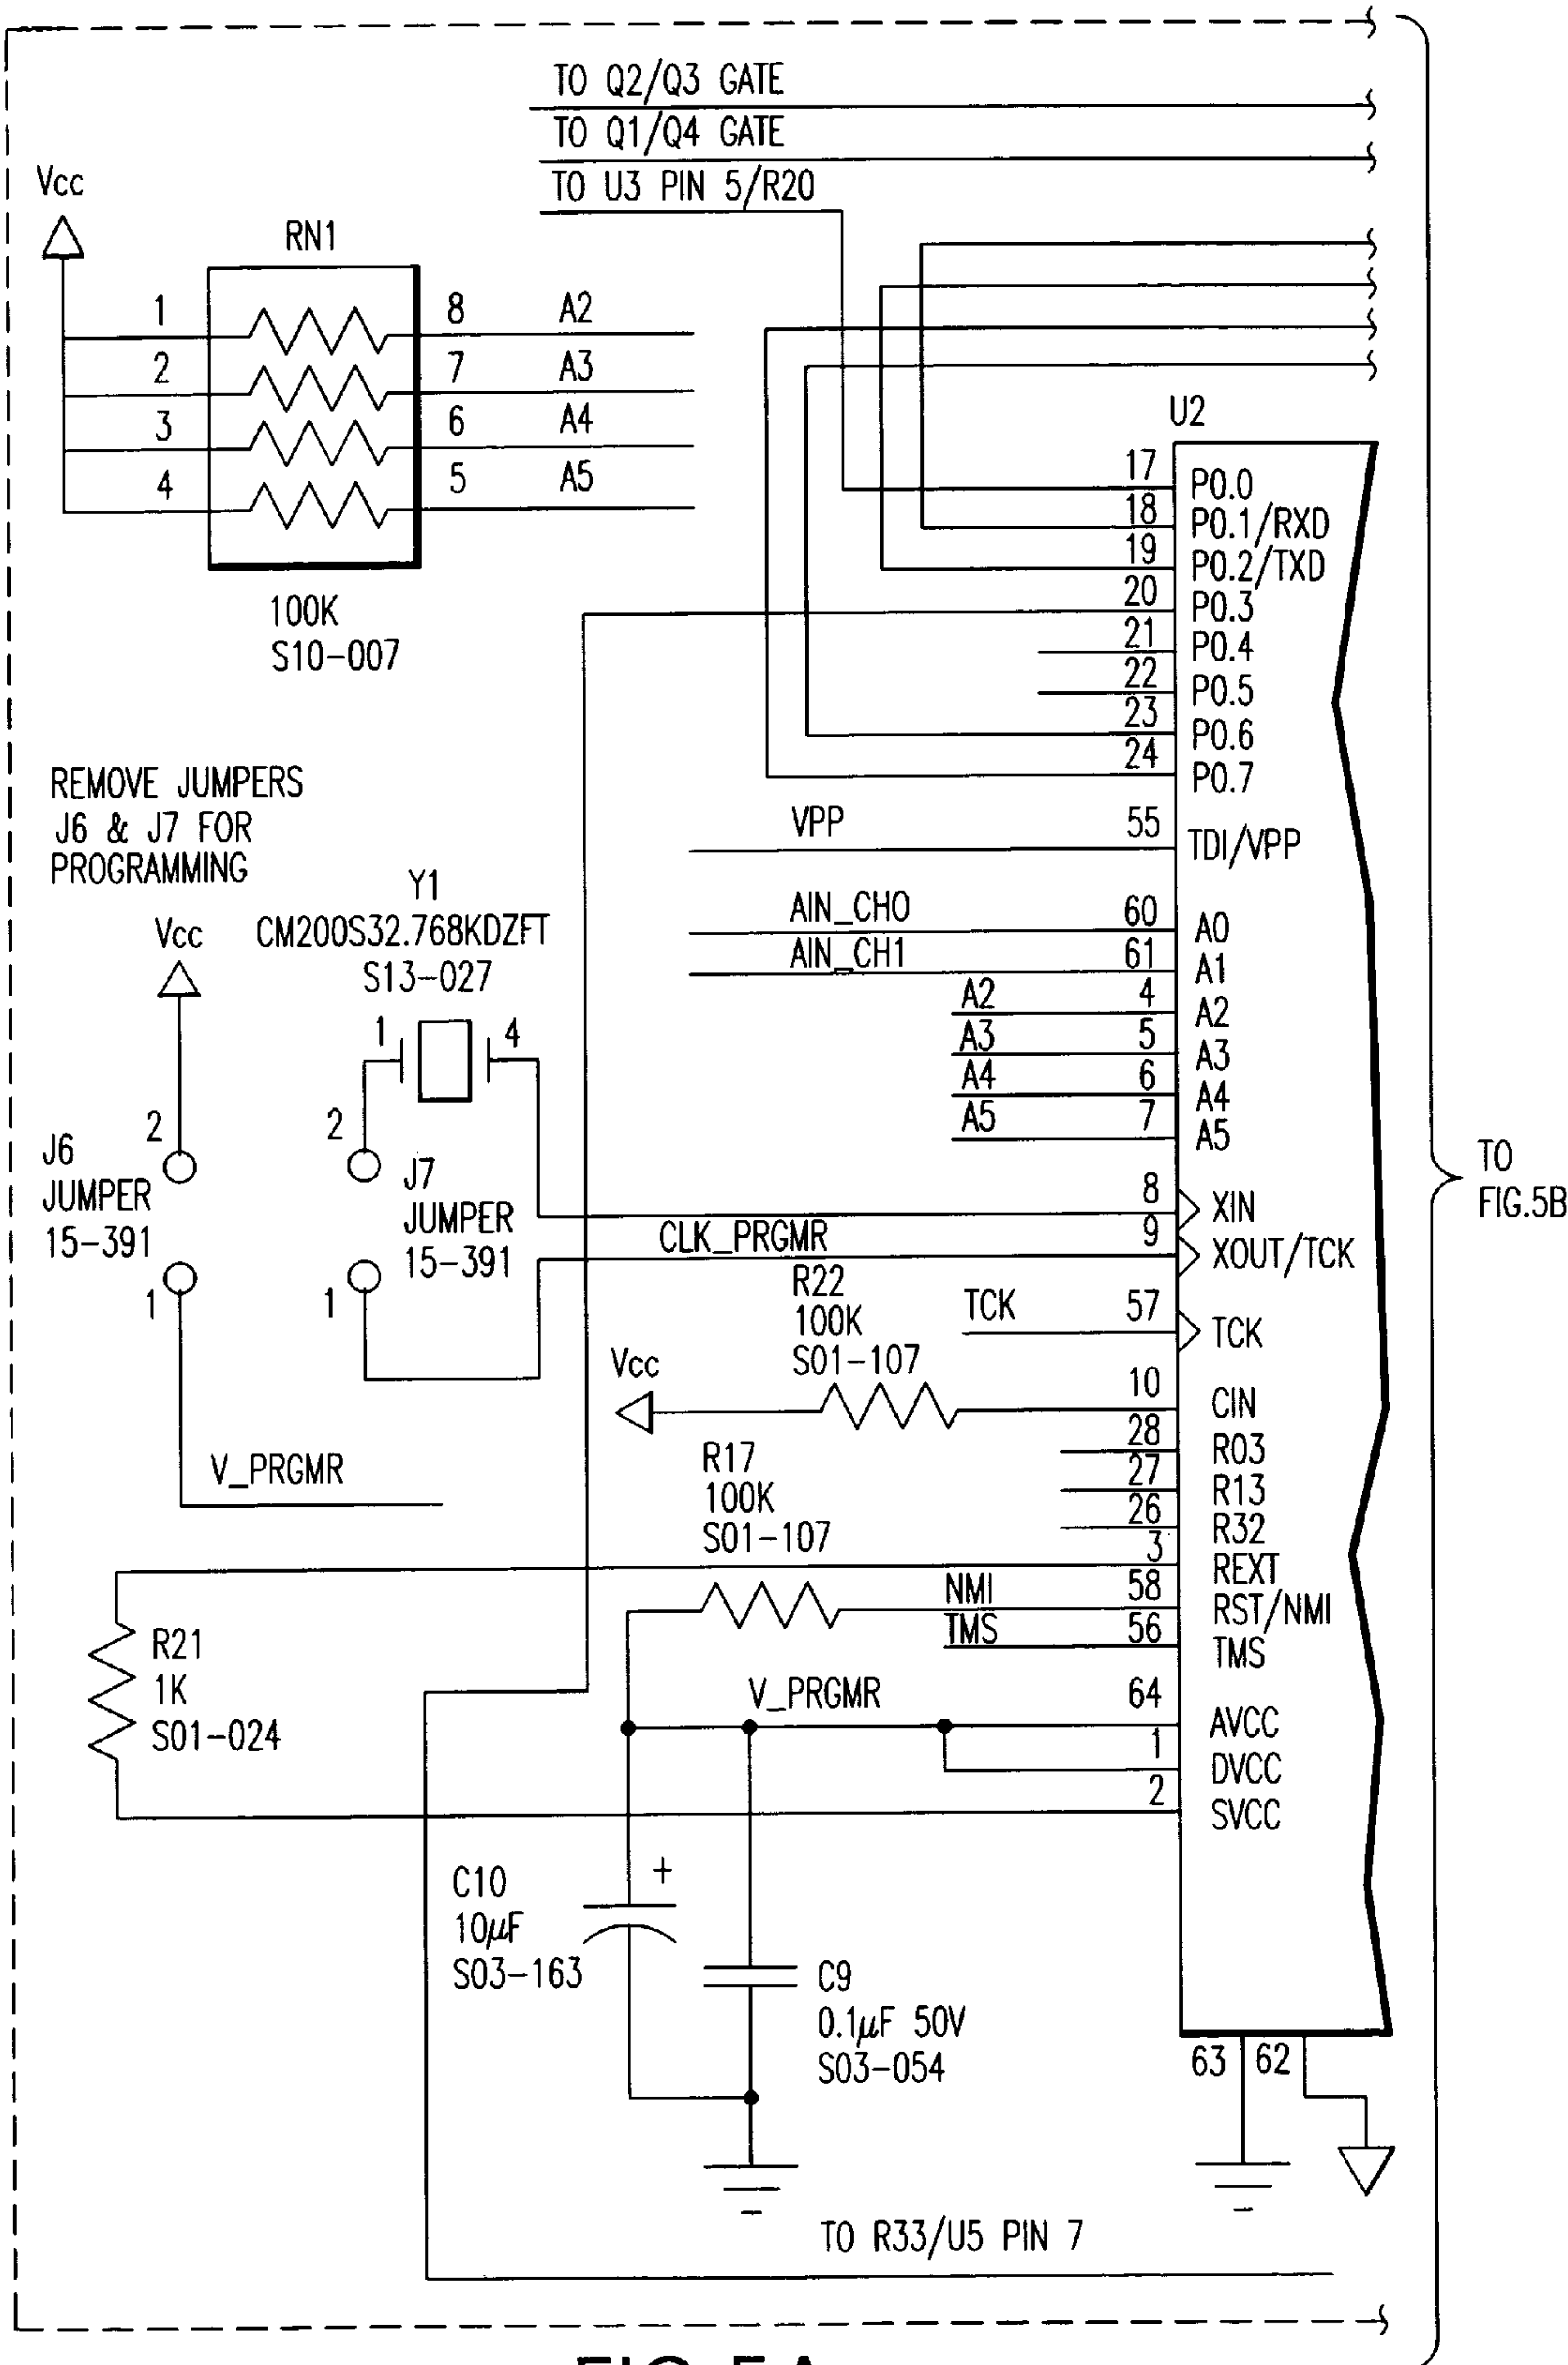 TO Q2/Q3 GATE
TO Q1/Q4 GATE
TO U3 PIN 5/R20
Vcc
RN1
1 8 A2
2 7 A3
3 6 A4
4 5 A5
100K
S10-007
U2
17 P0.0
18 P0.1/RXD
19 P0.2/TXD
20 P0.3
21 P0.4
22 P0.5
23 P0.6
24 P0.7
REMOVE JUMPERS
J6 & J7 FOR
PROGRAMMING
VPP 55 TDI/VPP
Y1
CM200S32.768KDZFT
S13-027
Vcc
1 4
AIN_CH0 60 A0
AIN_CH1 61 A1
A2 4 A2
A3 5 A3
A4 6 A4
A5 7 A5
2
J6
JUMPER
15-391
1
2
J7
JUMPER
15-391
1
8 XIN
CLK_PRGMR 9 XOUT/TCK
TO
FIG.5B
R22
100K
S01-107
TCK 57 TCK
Vcc
10 CIN
28 R03
27 R13
26 R32
3 REXT
V_PRGMR
R17
100K
S01-107
NMI 58 RST/NMI
TMS 56 TMS
R21
1K
S01-024
V_PRGMR 64 AVCC
1 DVCC
2 SVCC
C10 +
10µF
S03-163
C9
0.1µF 50V
S03-054
63 62
TO R33/U5 PIN 7